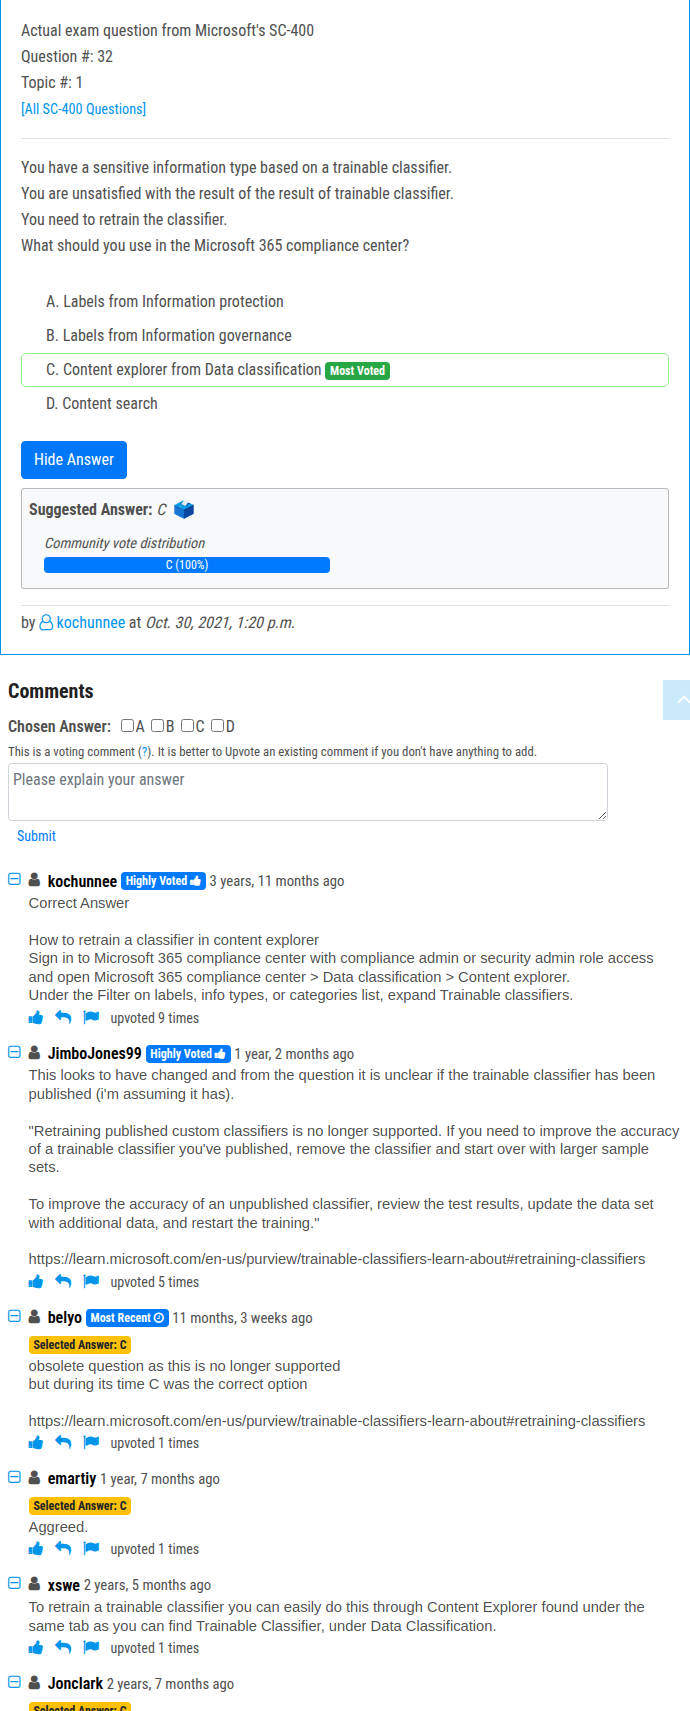 Actual exam question from Microsoft's SC-400
Question #: 32
Topic #: 1
[All SC-400 Questions]
You have a sensitive information type based on a trainable classifier.
You are unsatisfied with the result of the result of trainable classifier.
You need to retrain the classifier.
What should you use in the Microsoft 365 compliance center?
A. Labels from Information protection
B. Labels from Information governance
C. Content explorer from Data classification Most Voted
D. Content search
Hide Answer
Suggested Answer: C
Community vote distribution
C (100%)
by kochunnee at Oct. 30, 2021, 1:20 p.m.
Comments
Chosen Answer: A B C D
This is a voting comment (?). It is better to Upvote an existing comment if you don't have anything to add.
Please explain your answer
Submit
kochunnee Highly Voted 3 years, 11 months ago
Correct Answer
How to retrain a classifier in content explorer
Sign in to Microsoft 365 compliance center with compliance admin or security admin role access
and open Microsoft 365 compliance center > Data classification > Content explorer.
Under the Filter on labels, info types, or categories list, expand Trainable classifiers.
upvoted 9 times
JimboJones99 Highly Voted 1 year, 2 months ago
This looks to have changed and from the question it is unclear if the trainable classifier has been
published (i'm assuming it has).
"Retraining published custom classifiers is no longer supported. If you need to improve the accuracy
of a trainable classifier you've published, remove the classifier and start over with larger sample
sets.
To improve the accuracy of an unpublished classifier, review the test results, update the data set
with additional data, and restart the training."
https://learn.microsoft.com/en-us/purview/trainable-classifiers-learn-about#retraining-classifiers
upvoted 5 times
belyo Most Recent 11 months, 3 weeks ago
Selected Answer: C
obsolete question as this is no longer supported
but during its time C was the correct option
https://learn.microsoft.com/en-us/purview/trainable-classifiers-learn-about#retraining-classifiers
upvoted 1 times
emartiy 1 year, 7 months ago
Selected Answer: C
Aggreed.
upvoted 1 times
xswe 2 years, 5 months ago
To retrain a trainable classifier you can easily do this through Content Explorer found under the
same tab as you can find Trainable Classifier, under Data Classification.
upvoted 1 times
Jonclark 2 years, 7 months ago
Selected Answer: C